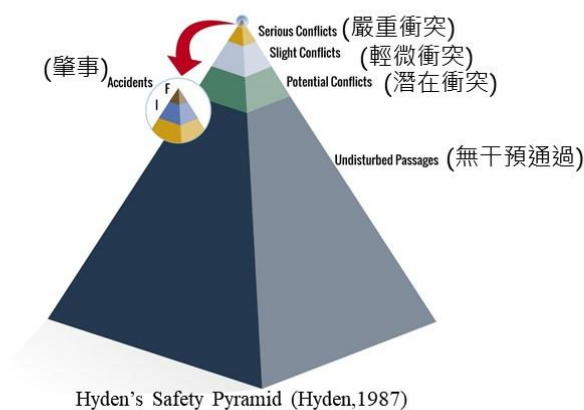 Serious Conflicts (嚴重衝突)
Slight Conflicts (輕微衝突)
Potential Conflicts (潛在衝突)
(肇事) Accidents
F
I
Undisturbed Passages (無干預通過)
Hyden's Safety Pyramid (Hyden,1987)